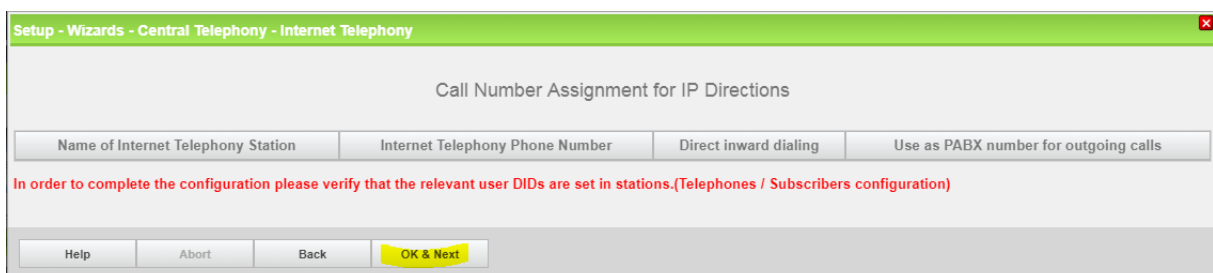 Setup - Wizards - Central Telephony - Internet Telephony
Call Number Assignment for IP Directions
Name of Internet Telephony Station Internet Telephony Phone Number Direct inward dialing Use as PABX number for outgoing calls
In order to complete the configuration please verify that the relevant user DIDs are set in stations.(Telephones / Subscribers configuration)
Help Abort Back OK & Next